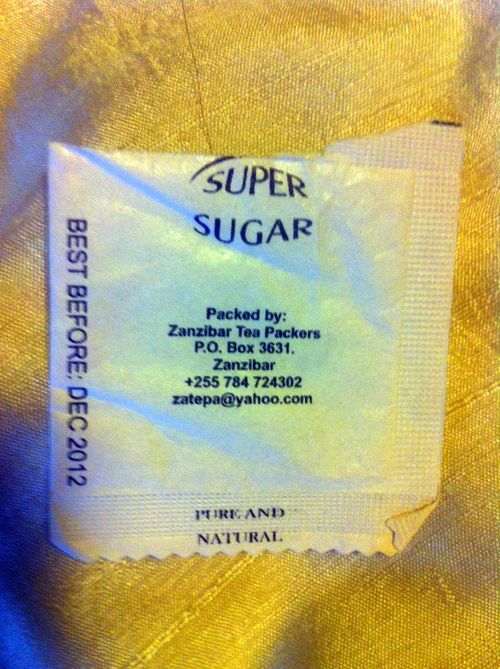 SUPER
SUGAR
Packed by:
Zanzibar Tea Packers
P.O. Box 3631.
Zanzibar
+255 784 724302
zatepa@yahoo.com
BEST BEFORE: DEC 2012
PURE AND
NATURAL